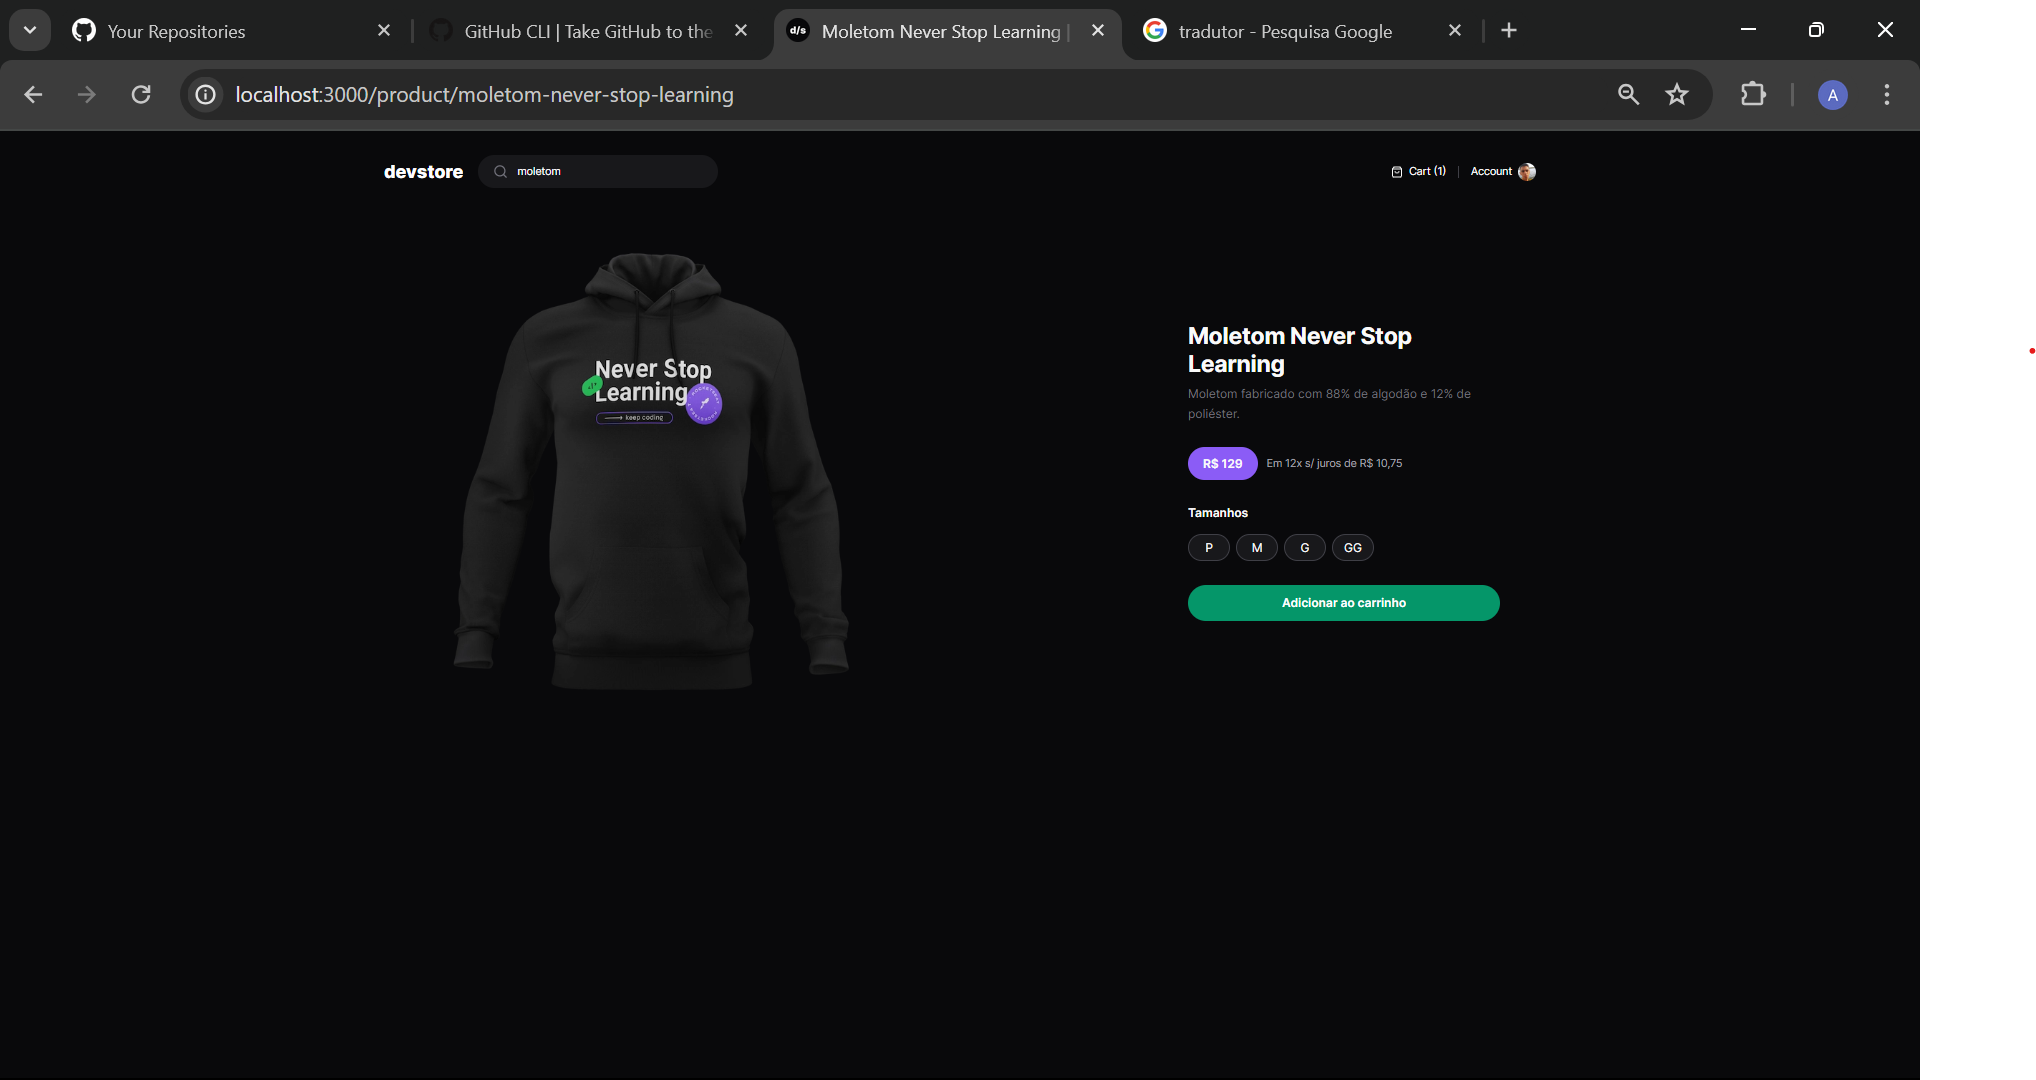 Your Repositories
GitHub CLI | Take GitHub to the
d/s
Moletom Never Stop Learning |
tradutor - Pesquisa Google
localhost:3000/product/moletom-never-stop-learning
A
devstore
moletom
Cart (1)
Account
Never Stop
Learning
keep coding
Moletom Never Stop
Learning
Moletom fabricado com 88% de algodão e 12% de
poliéster.
R$ 129
Em 12x s/ juros de R$ 10,75
Tamanhos
P
M
G
GG
Adicionar ao carrinho